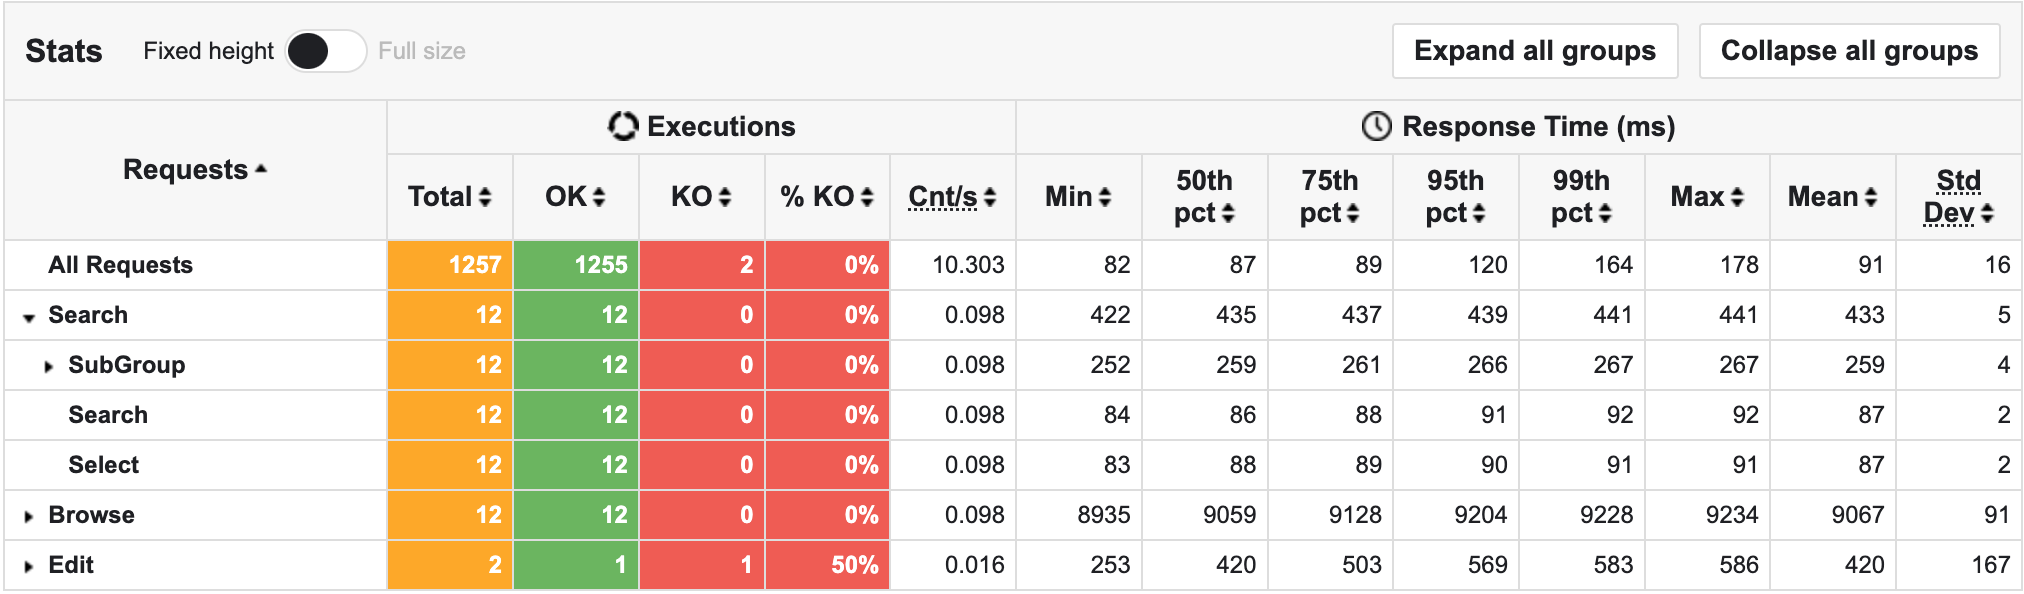 Stats Fixed height Full size Expand all groups Collapse all groups
Requests Executions Response Time (ms)
Total OK KO % KO Cnt/s Min 50th pct 75th pct 95th pct 99th pct Max Mean Std Dev
All Requests 1257 1255 2 0% 10.303 82 87 89 120 164 178 91 16
Search 12 12 0 0% 0.098 422 435 437 439 441 441 433 5
SubGroup 12 12 0 0% 0.098 252 259 261 266 267 267 259 4
Search 12 12 0 0% 0.098 84 86 88 91 92 92 87 2
Select 12 12 0 0% 0.098 83 88 89 90 91 91 87 2
Browse 12 12 0 0% 0.098 8935 9059 9128 9204 9228 9234 9067 91
Edit 2 1 1 50% 0.016 253 420 503 569 583 586 420 167